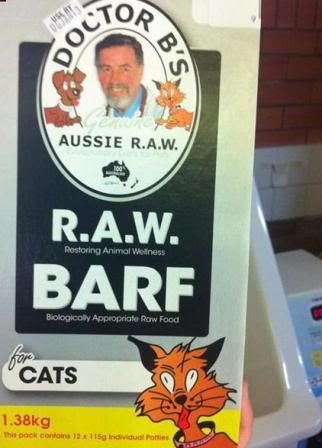 DOCTOR B'S
Genuine
AUSSIE R.A.W.
100%
R.A.W.
Restoring Animal Wellness
BARF
Biologically Appropriate Raw Food
for
CATS
1.38kg
This pack contains 12 x 115g Individual Patties